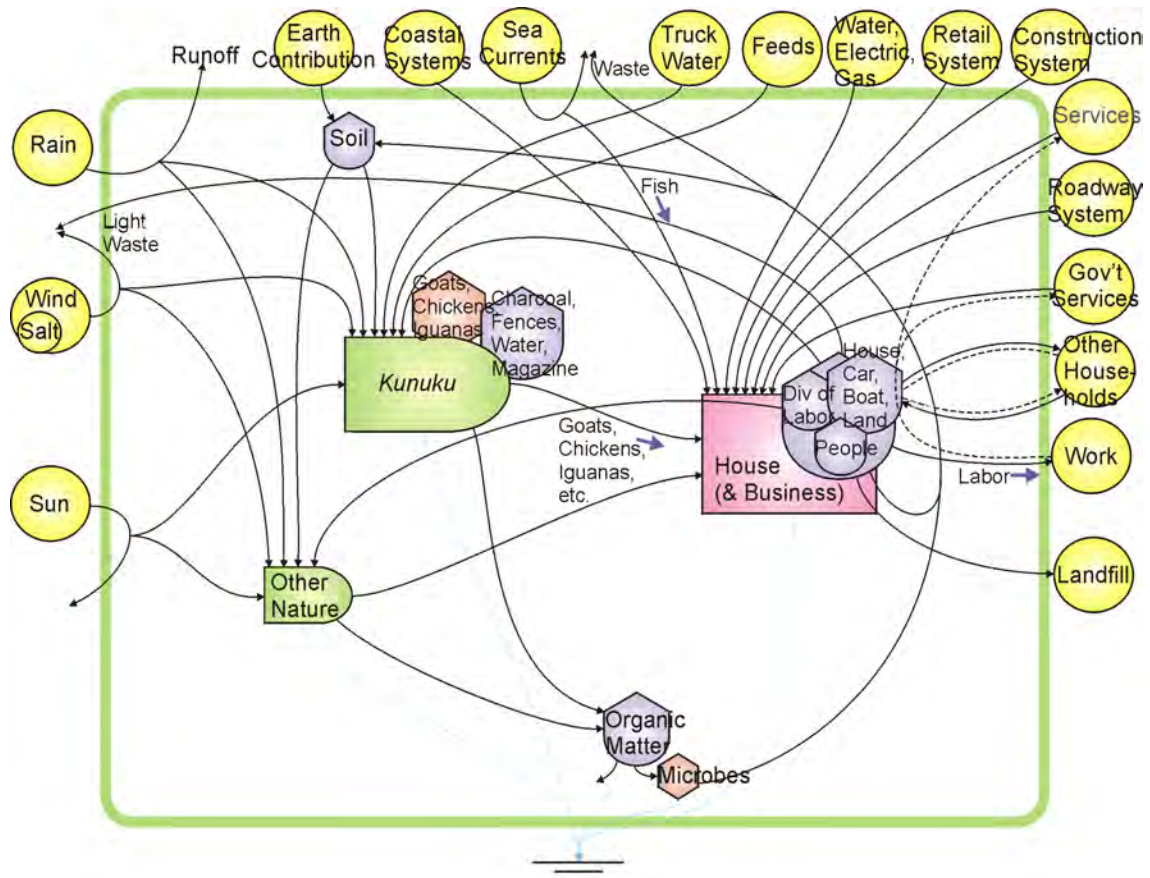 Runoff
Earth
Contribution
Coastal
Systems
Sea
Currents
Waste
Truck
Water
Feeds
Water,
Electric,
Gas
Retail
System
Construction
System
Services
Rain
Soil
Light
Waste
Fish
Roadway
System
Wind
Salt
Goats,
Chickens,
Iguanas
Charcoal,
Fences,
Water,
Magazine
Kunuku
Gov't
Services
Other
House-
holds
House
Car,
Boat,
Land
Div of
Labor
People
Goats,
Chickens,
Iguanas,
etc.
House
(& Business)
Labor
Work
Sun
Other
Nature
Landfill
Organic
Matter
Microbes